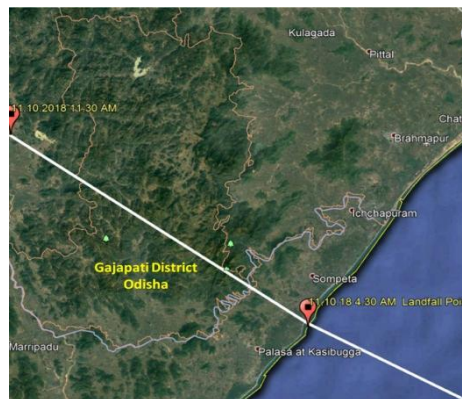 Kulagada
Pittal
11.10.2018 11 30 AM
Chat
Brahmapur
Ichchapuram
Gajapati District
Odisha
Sompeta
11.10 18 4.30 AM Landfall Poi
Marripadu
Palasa at Kasibugga